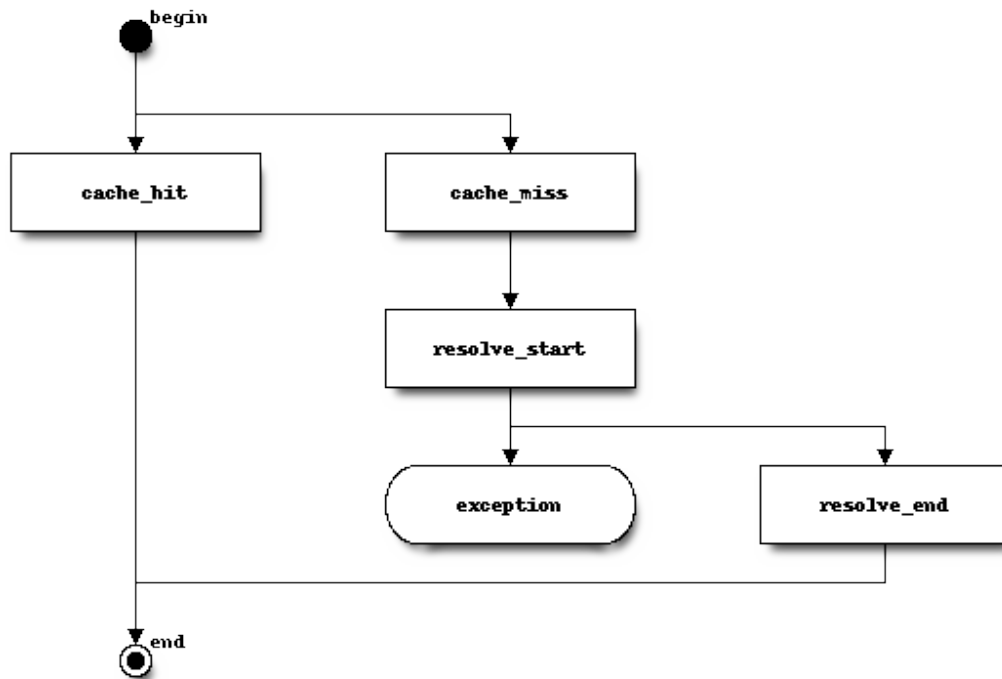 begin
cache_hit
cache_miss
resolve_start
exception
resolve_end
end